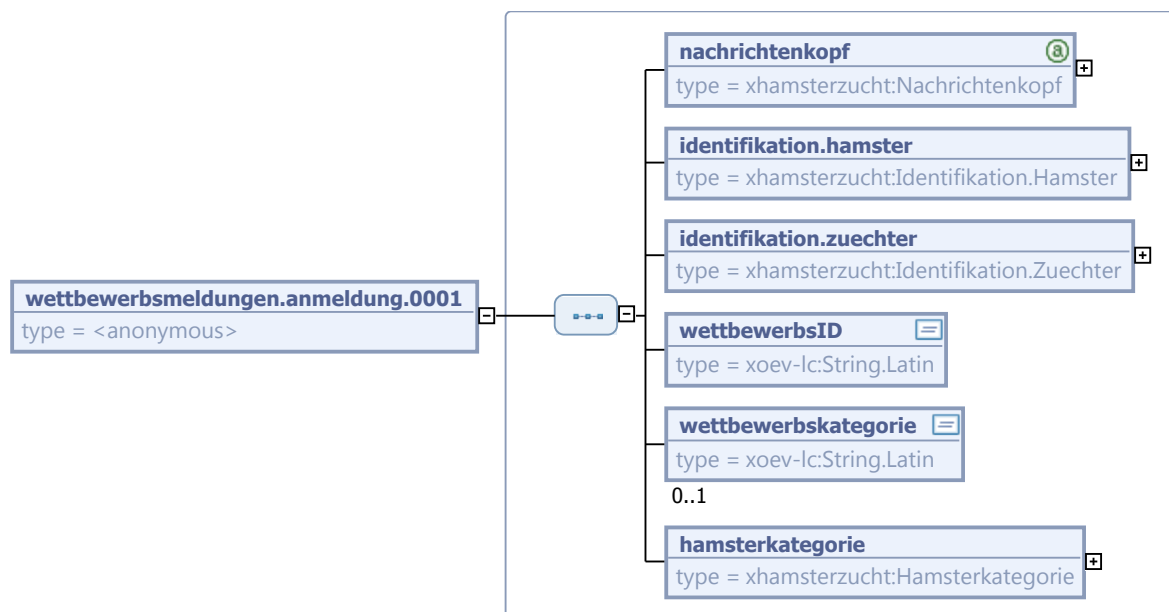 nachrichtenkopf
type = xhamsterzucht:Nachrichtenkopf
identifikation.hamster
type = xhamsterzucht:Identifikation.Hamster
identifikation.zuechter
type = xhamsterzucht:Identifikation.Zuechter
wettbewerbsmeldungen.anmeldung.0001
type = <anonymous>
wettbewerbsID
type = xoev-lc:String.Latin
wettbewerbskategorie
type = xoev-lc:String.Latin
0..1
hamsterkategorie
type = xhamsterzucht:Hamsterkategorie